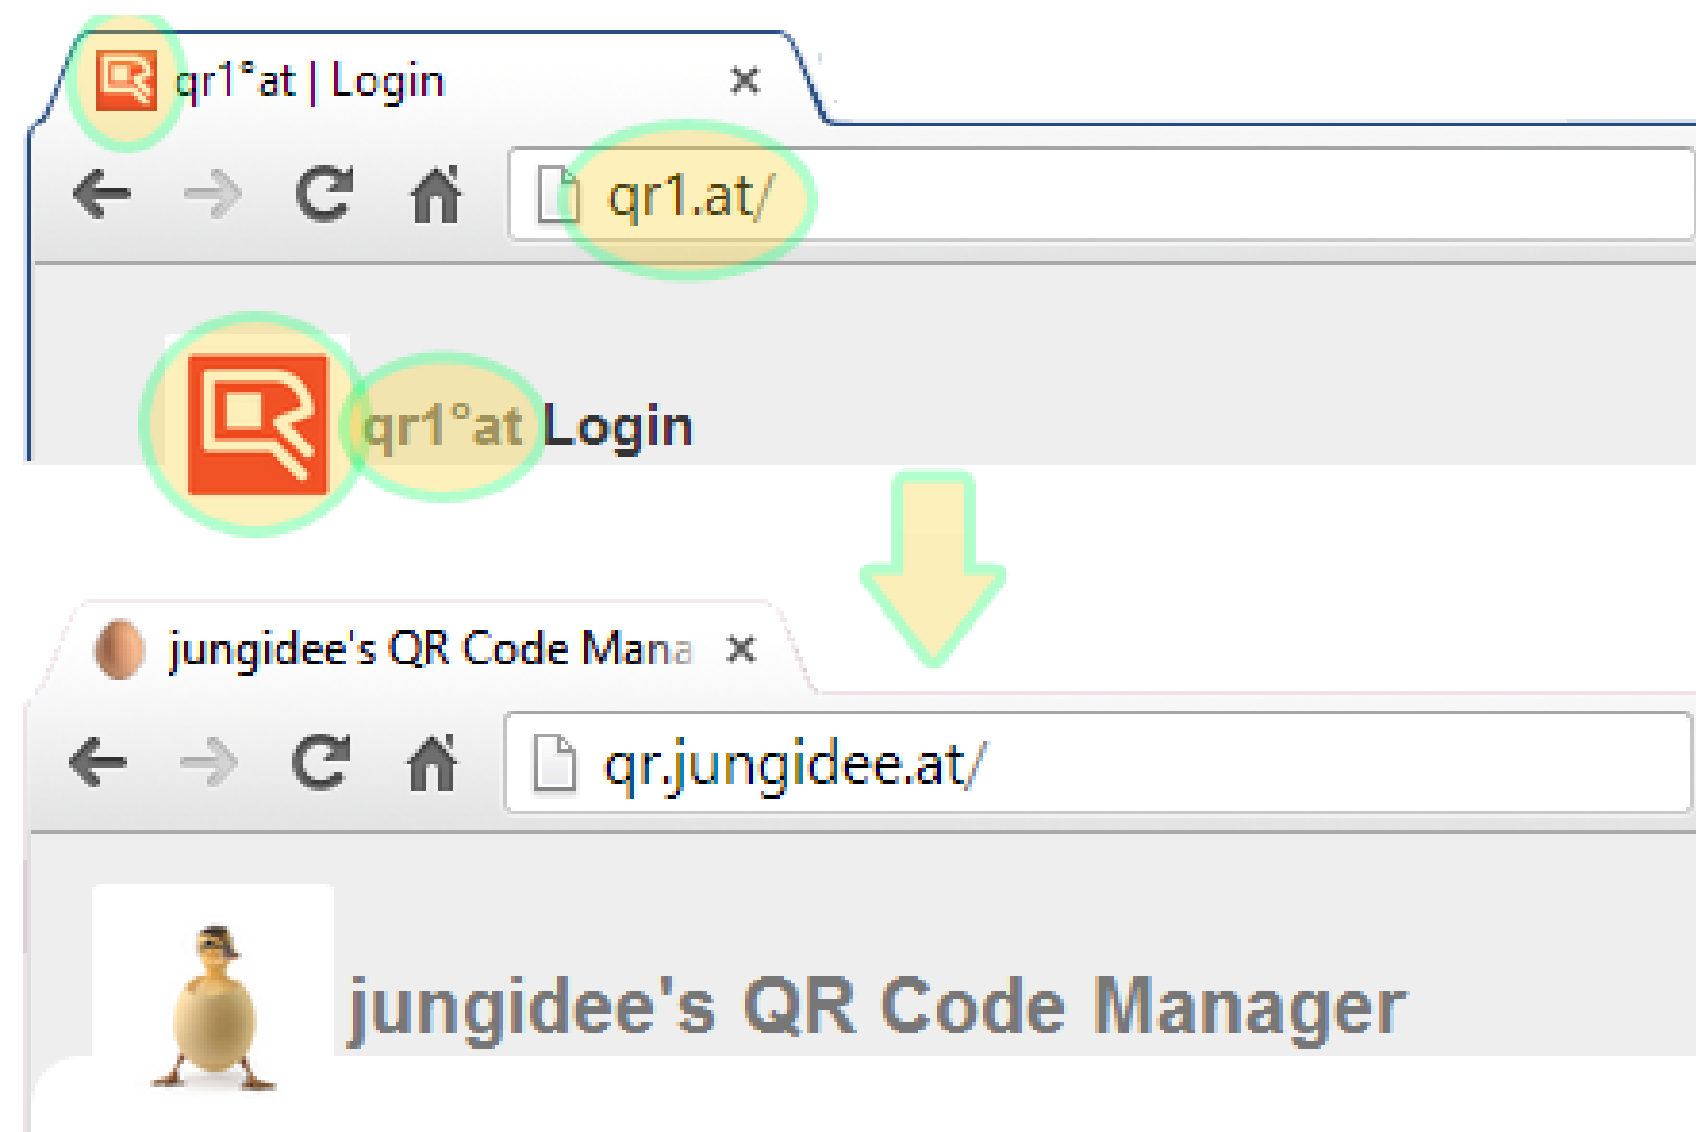 qr1°at | Login
qr1.at/
qr1°at Login
jungidee's QR Code Mana
qr.jungidee.at/
jungidee's QR Code Manager